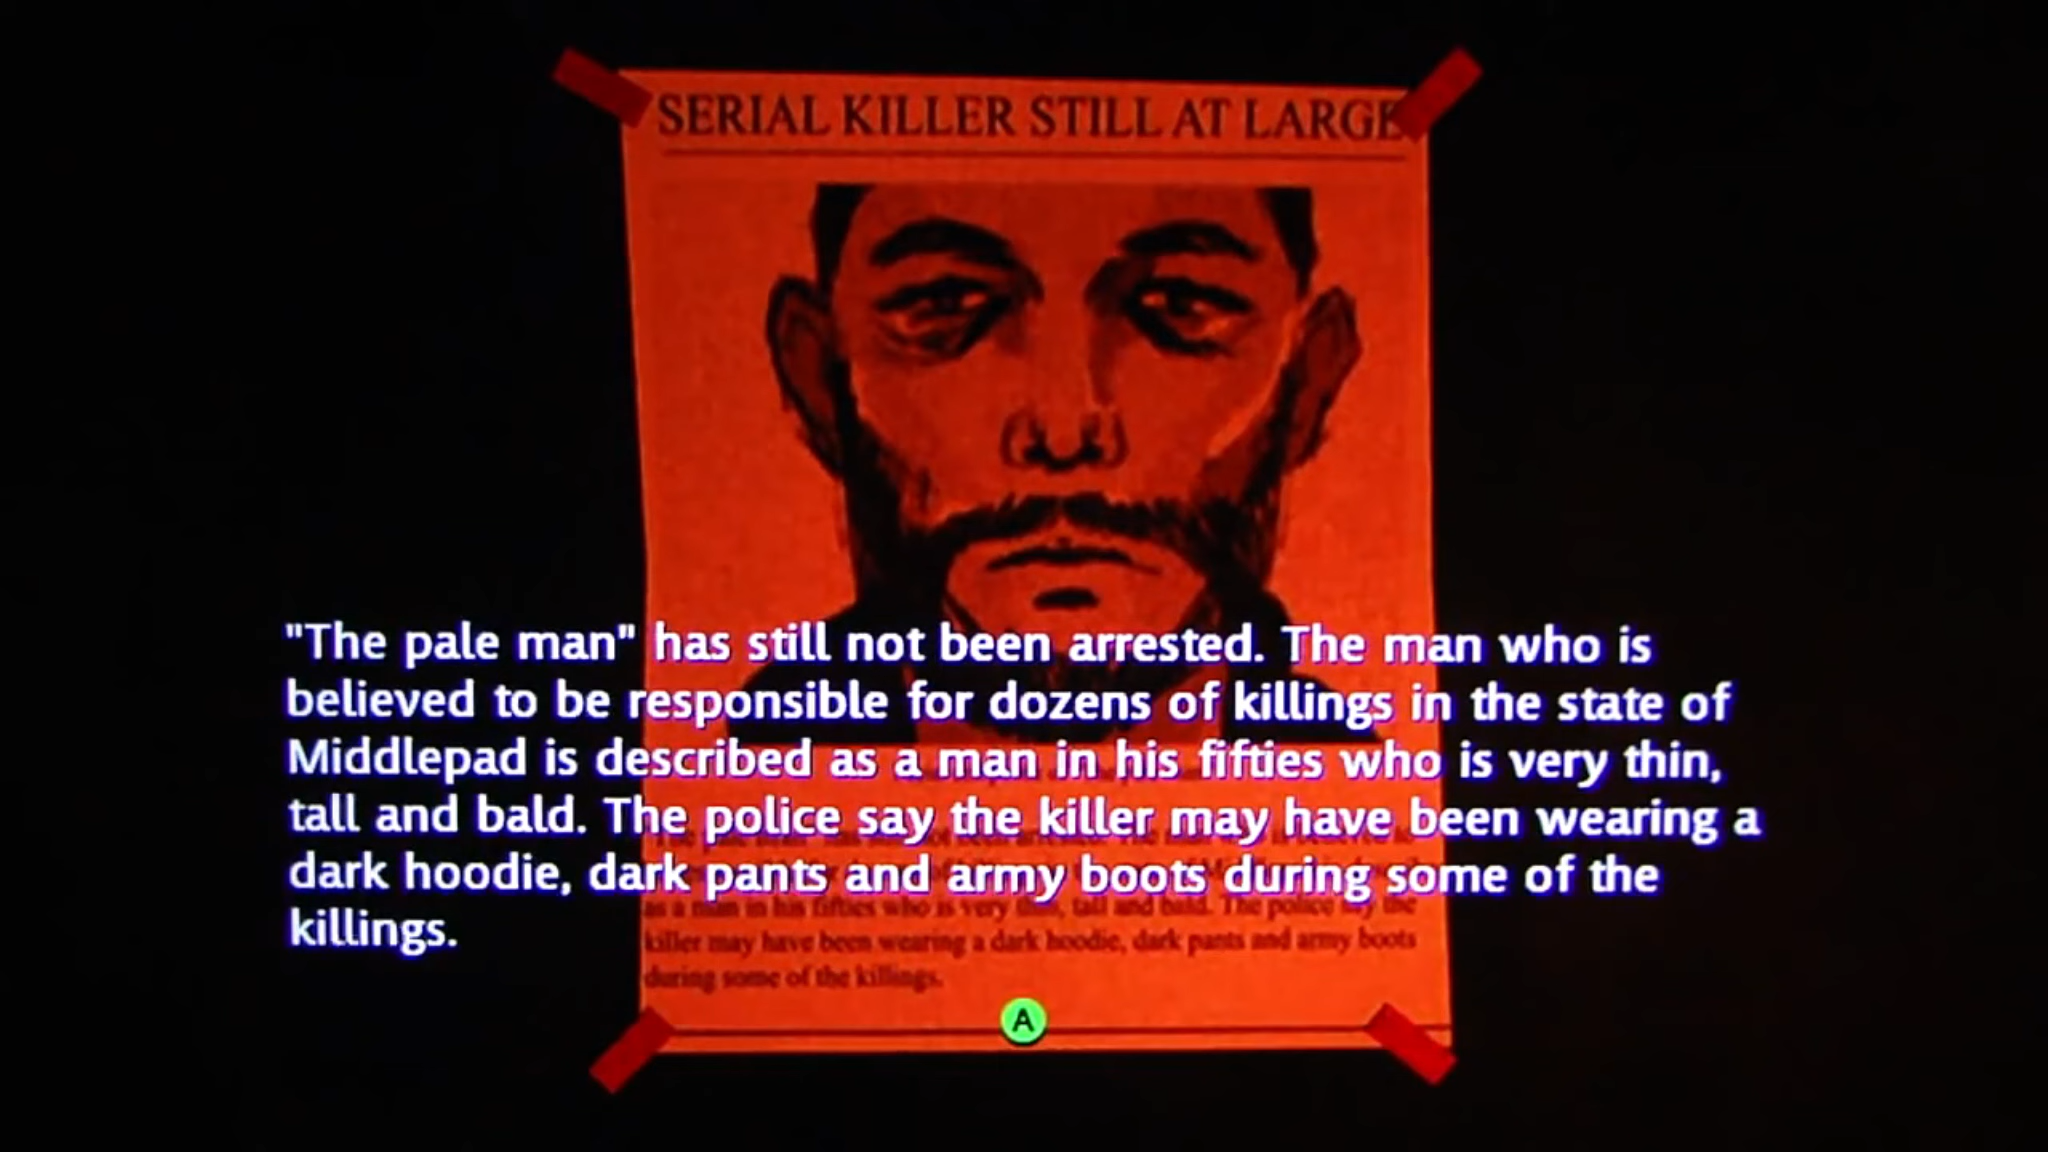 SERIAL KILLER STILL AT LARGE
"The pale man" has still not been arrested. The man who is
believed to be responsible for dozens of killings in the state of
Middlepad is described as a man in his fifties who is very thin,
tall and bald. The police say the killer may have been wearing a
dark hoodie, dark pants and army boots during some of the
killings.
as a man in his fifties who is very thin, tall and bald. The police say the
killer may have been wearing a dark hoodie, dark pants and army boots
during some of the killings.
A